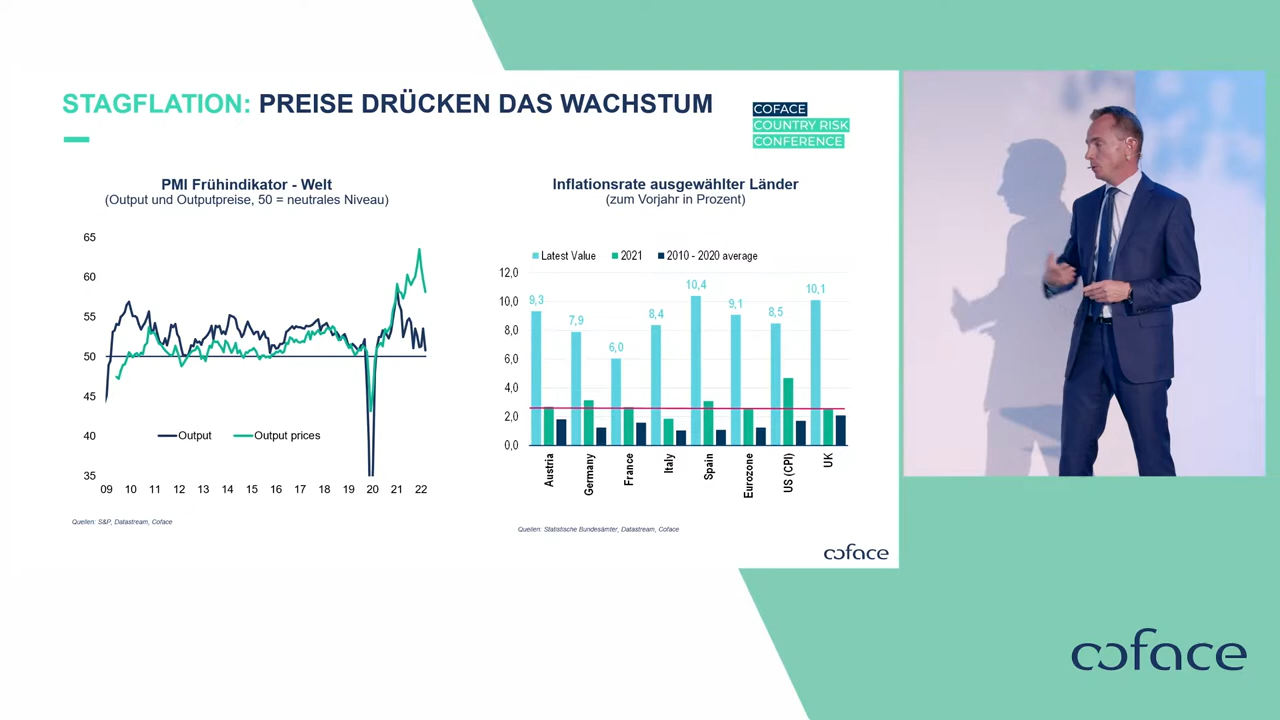 STAGFLATION: PREISE DRÜCKEN DAS WACHSTUM
COFACE
COUNTRY RISK
CONFERENCE
PMI Frühindikator - Welt
(Output und Outputpreise, 50 = neutrales Niveau)
65
60
55
50
45
40
35
Output
Output prices
09 10 11 12 13 14 15 16 17 18 19 20 21 22
Quellen: S&P, Datastream, Coface
Inflationsrate ausgewählter Länder
(zum Vorjahr in Prozent)
Latest Value 2021 2010 - 2020 average
12,0
10,0
8,0
6,0
4,0
2,0
0,0
9,3
7,9
6,0
8,4
10,4
9,1
8,5
10,1
Austria
Germany
France
Italy
Spain
Eurozone
US (CPI)
UK
Quellen: Statistische Bundesämter, Datastream, Coface
coface
coface